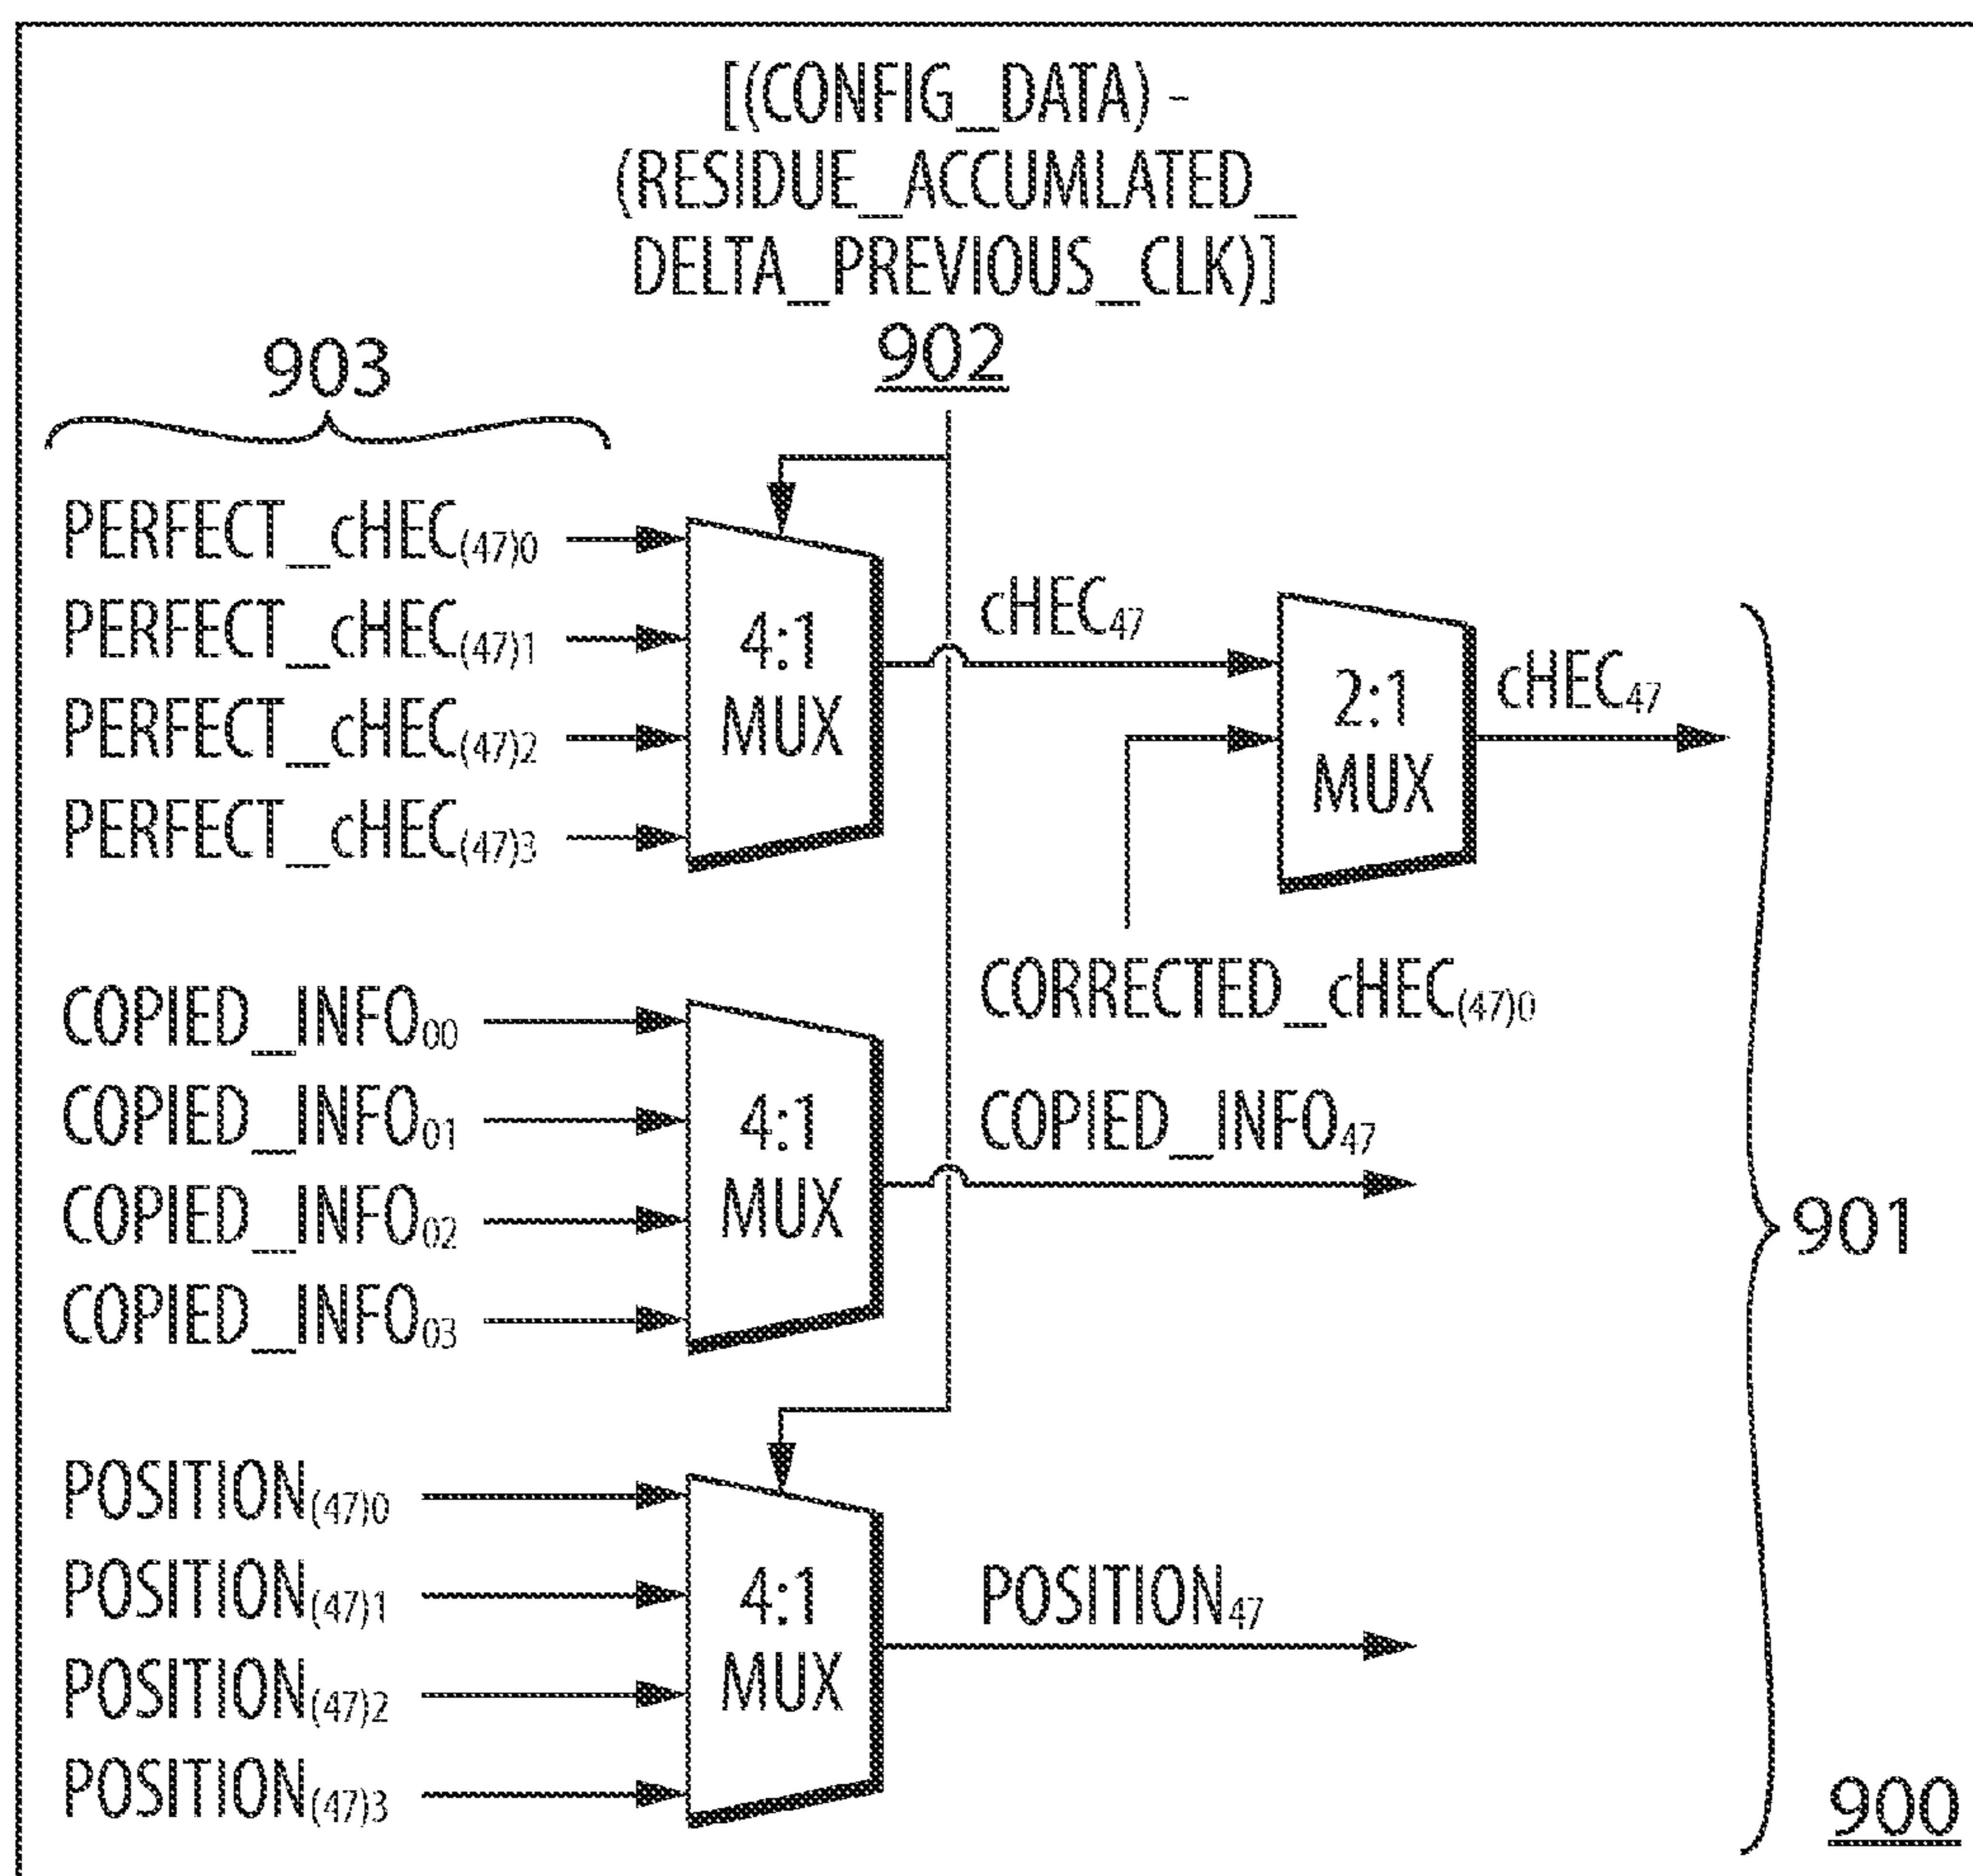 [(CONFIG_DATA) -
(RESIDUE_ACCUMLATED_
DELTA_PREVIOUS_CLK)]
902
903
PERFECT_cHEC(47)0
PERFECT_cHEC(47)1
PERFECT_cHEC(47)2
PERFECT_cHEC(47)3
4:1
MUX
cHEC47
2:1
MUX
cHEC47
CORRECTED_cHEC(47)0
COPIED_INFO00
COPIED_INFO01
COPIED_INFO02
COPIED_INFO03
4:1
MUX
COPIED_INFO47
901
POSITION(47)0
POSITION(47)1
POSITION(47)2
POSITION(47)3
4:1
MUX
POSITION47
900